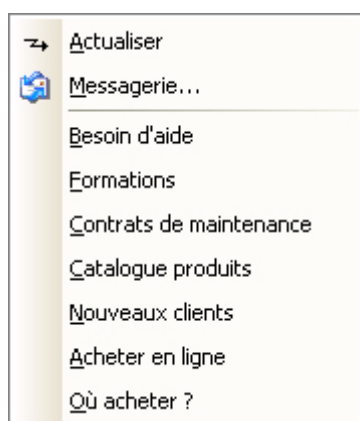 Actualiser
Messagerie...
Besoin d'aide
Formations
Contrats de maintenance
Catalogue produits
Nouveaux clients
Acheter en ligne
Où acheter ?